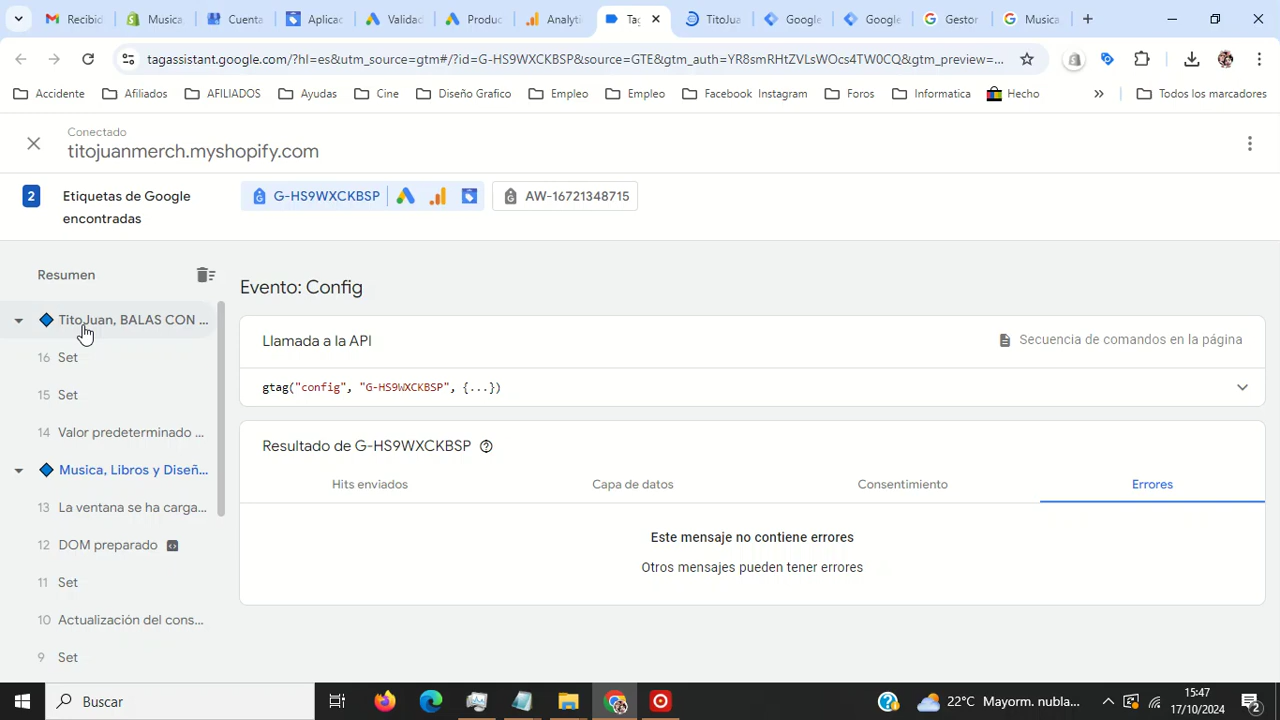 Recibid
Musica
Cuenta
Aplicac
Validac
Produc
Analyti
Tag
TitoJua
Google
Google
Gestor
Musica
tagassistant.google.com/?hl=es&utm_source=gtm#/?id=G-HS9WXCKBSP&source=GTE&gtm_auth=YR8smRHtZVLsWOcs4TW0CQ&gtm_preview=...
Accidente
Afiliados
AFILIADOS
Ayudas
Cine
Diseño Grafico
Empleo
Empleo
Facebook Instagram
Foros
Informatica
Hecho
»
Todos los marcadores
Conectado
titojuanmerch.myshopify.com
2
Etiquetas de Google
encontradas
G-HS9WXCKBSP
AW-16721348715
Resumen
TitoJuan, BALAS CON ...
16 Set
15 Set
14 Valor predeterminado ...
Musica, Libros y Diseñ...
13 La ventana se ha carga...
12 DOM preparado
11 Set
10 Actualización del cons...
9 Set
Evento: Config
Llamada a la API
Secuencia de comandos en la página
gtag("config", "G-HS9WXCKBSP", {...})
Resultado de G-HS9WXCKBSP
Hits enviados
Capa de datos
Consentimiento
Errores
Este mensaje no contiene errores
Otros mensajes pueden tener errores
Buscar
22°C Mayorm. nubla...
15:47
17/10/2024
2